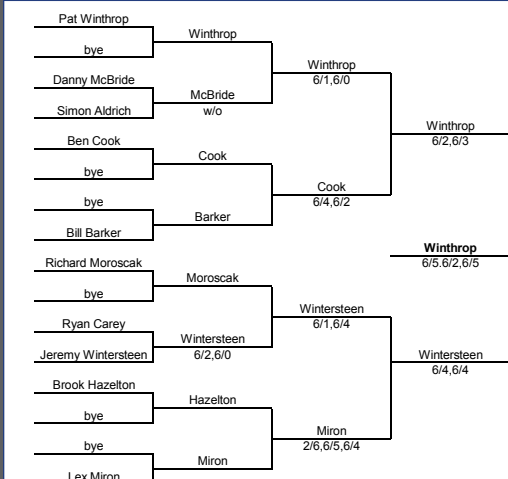 Pat Winthrop
Winthrop
bye
Winthrop
6/1,6/0
Danny McBride
McBride
w/o
Simon Aldrich
Winthrop
6/2,6/3
Ben Cook
Cook
bye
Cook
6/4,6/2
bye
Barker
Bill Barker
Winthrop
6/5.6/2,6/5
Richard Moroscak
Moroscak
bye
Wintersteen
6/1,6/4
Ryan Carey
Wintersteen
6/2,6/0
Jeremy Wintersteen
Wintersteen
6/4,6/4
Brook Hazelton
Hazelton
bye
Miron
2/6,6/5,6/4
bye
Miron
Lex Miron